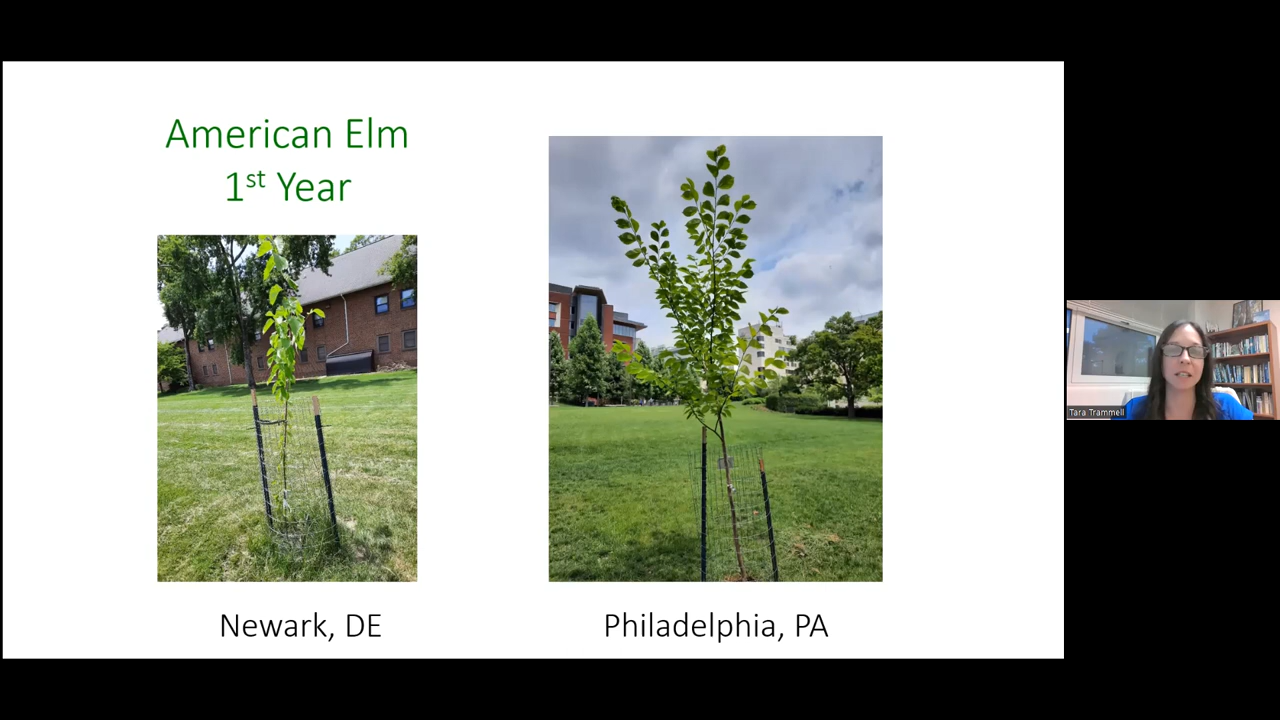 American Elm
1st Year
Newark, DE
Philadelphia, PA
Tara Trammell